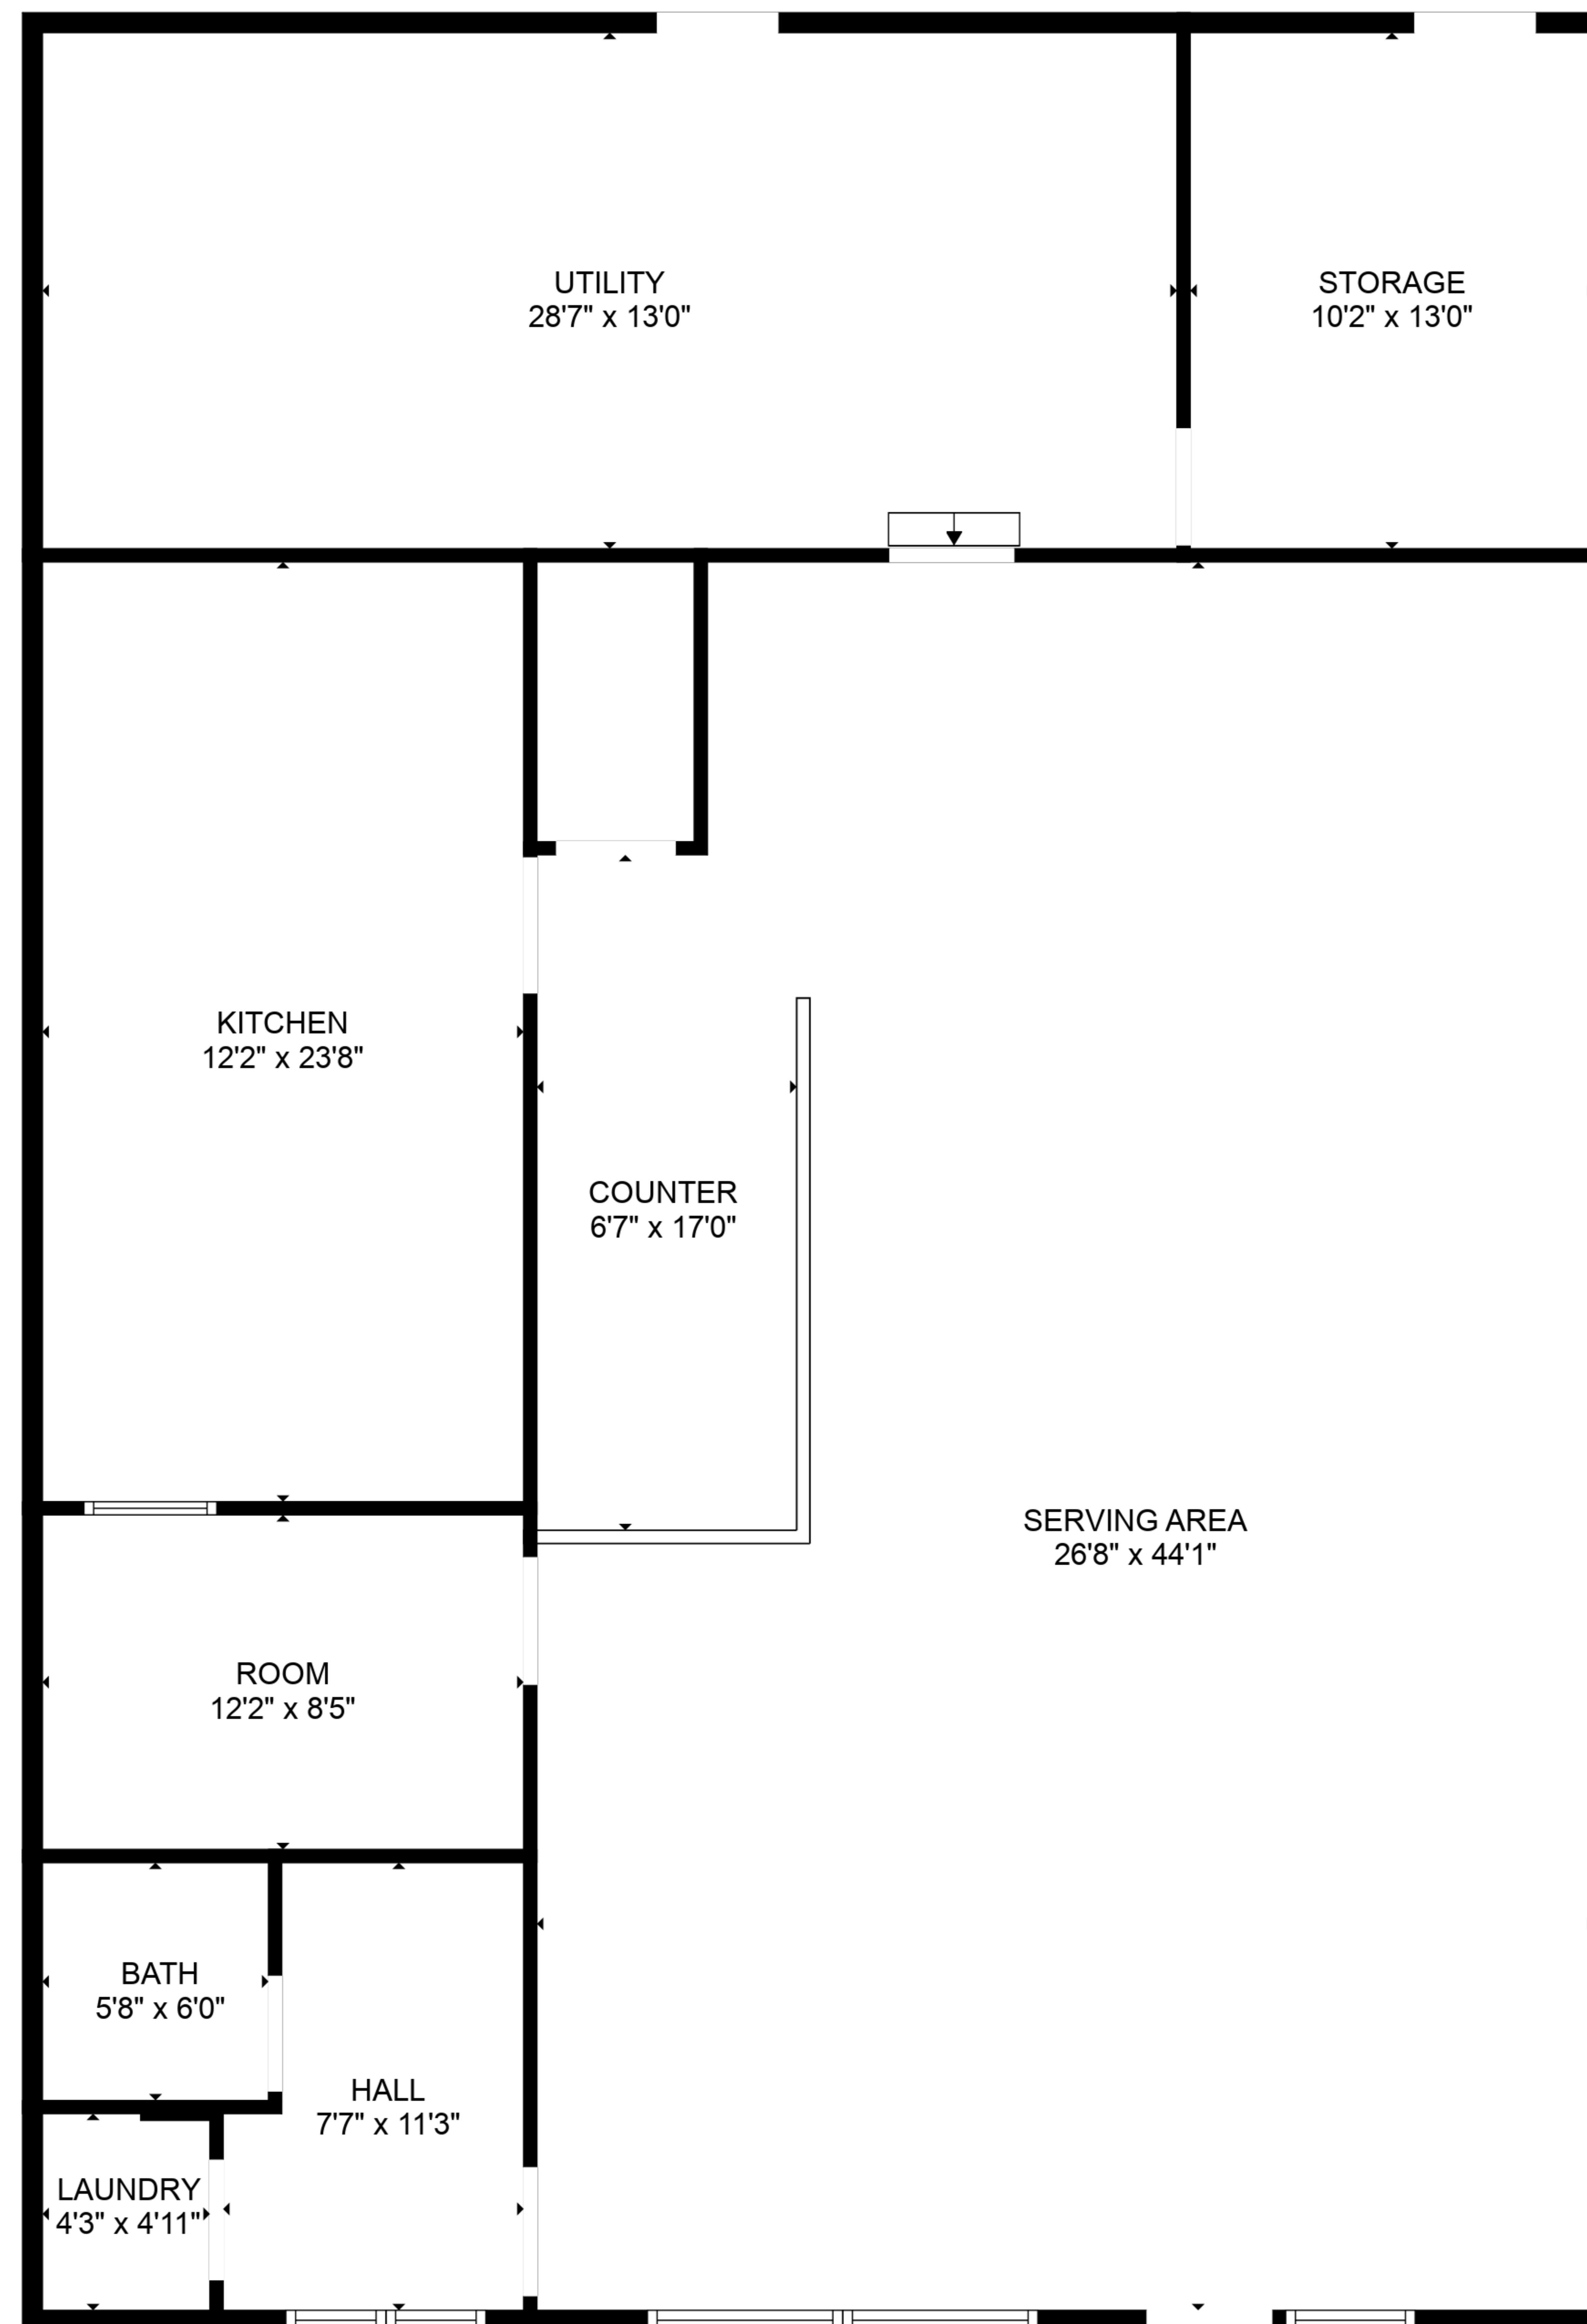 UTILITY
28'7" x 13'0"
STORAGE
10'2" x 13'0"
KITCHEN
12'2" x 23'8"
COUNTER
6'7" x 17'0"
SERVING AREA
26'8" x 44'1"
ROOM
12'2" x 8'5"
BATH
5'8" x 6'0"
HALL
7'7" x 11'3"
LAUNDRY
4'3" x 4'11"